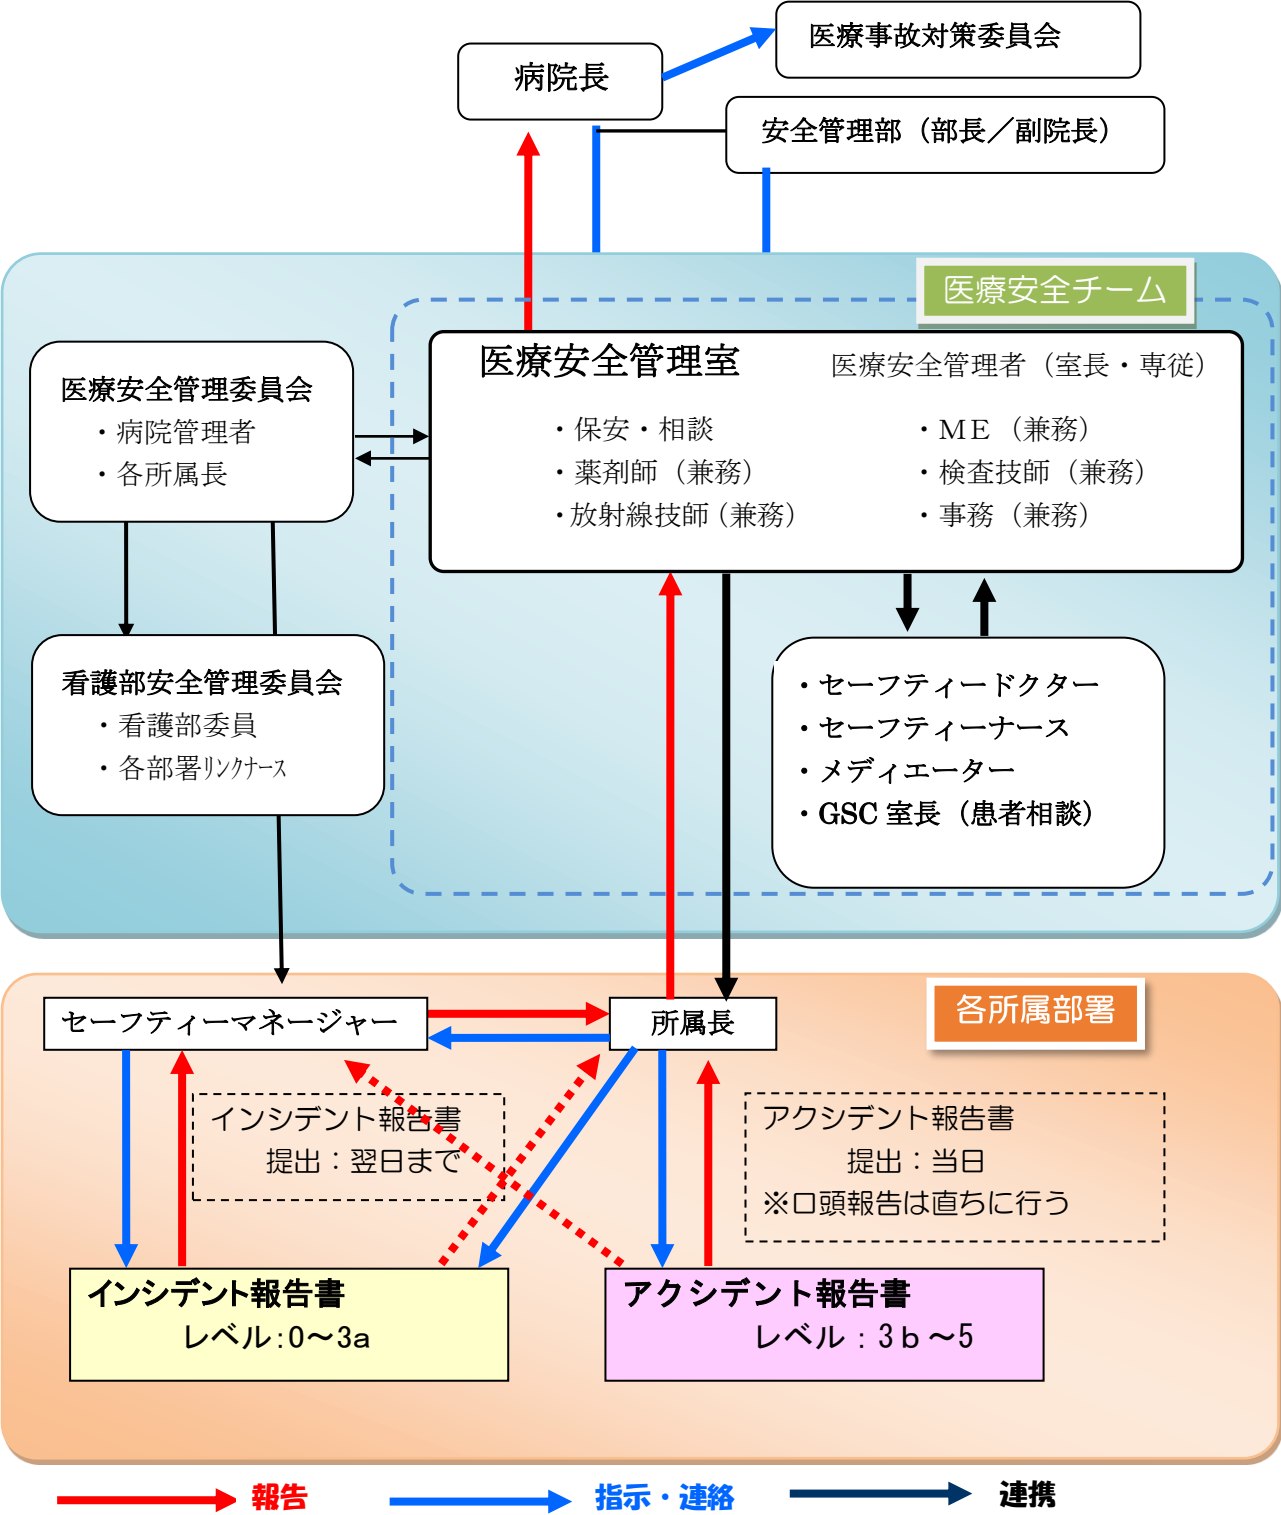 医療事故対策委員会
病院長
安全管理部（部長／副院長）
医療安全チーム
医療安全管理室
医療安全管理者（室長・専従）
・保安・相談
・ME（兼務）
・薬剤師（兼務）
・検査技師（兼務）
・放射線技師（兼務）
・事務（兼務）
医療安全管理委員会
・病院管理者
・各所属長
看護部安全管理委員会
・看護部委員
・各部署ﾘﾝｸﾅｰｽ
・セーフティードクター
・セーフティーナース
・メディエーター
・GSC 室長（患者相談）
各所属部署
セーフティーマネージャー
所属長
インシデント報告書
提出：翌日まで
アクシデント報告書
提出：当日
※口頭報告は直ちに行う
インシデント報告書
レベル：0～3a
アクシデント報告書
レベル：3ｂ～5
報告
指示・連絡
連携